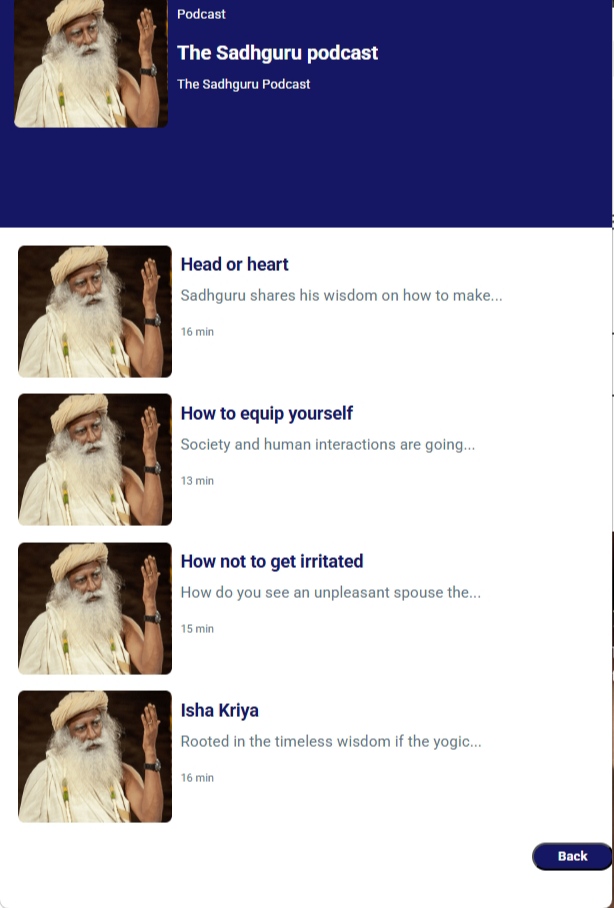 Podcast
The Sadhguru podcast
The Sadhguru Podcast
Head or heart
Sadhguru shares his wisdom on how to make...
16 min
How to equip yourself
Society and human interactions are going...
13 min
How not to get irritated
How do you see an unpleasant spouse the...
15 min
Isha Kriya
Rooted in the timeless wisdom if the yogic...
16 min
Back